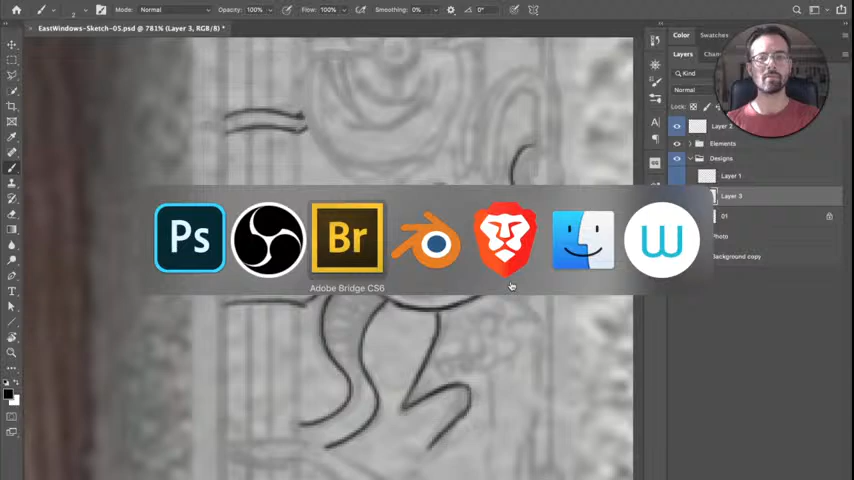 Mode: Normal Opacity: 100% Flow: 100% Smoothing: 0% 0°
2
EastWindows-Sketch-05.psd @ 781% (Layer 3, RGB/8) *
Color Swatches
Layers Chan
Kind
Normal
Lock:
Layer 2
Elements
Designs
Layer 1
Layer 3
01
Photo
Background copy
Ps
Br
Adobe Bridge CS6